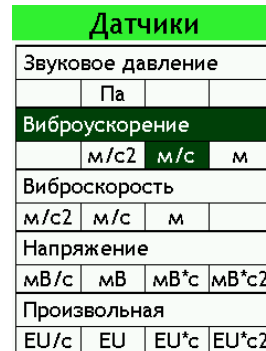 Датчики
Звуковое давление
Па
Виброускорение
м/с2 м/с м
Виброскорость
м/с2 м/с м
Напряжение
мВ/с мВ мВ*с мВ*с2
Произвольная
EU/с EU EU*с EU*с2